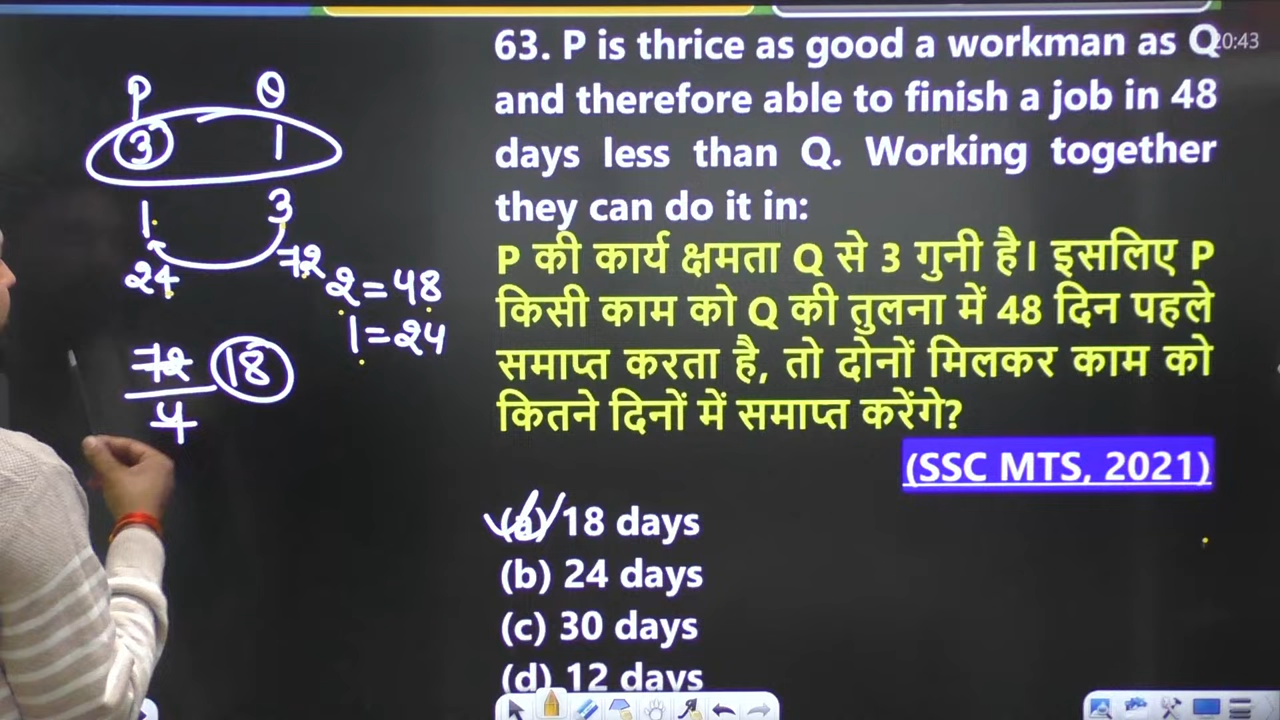 20:43
63. P is thrice as good a workman as Q
and therefore able to finish a job in 48
days less than Q. Working together
they can do it in:
P की कार्य क्षमता Q से 3 गुनी है। इसलिए P
किसी काम को Q की तुलना में 48 दिन पहले
समाप्त करता है, तो दोनों मिलकर काम को
कितने दिनों में समाप्त करेंगे?
(SSC MTS, 2021)
(a) 18 days
(b) 24 days
(c) 30 days
(d) 12 days
P Q
3 1
1 3
24 72
2=48
1=24
72
4
18